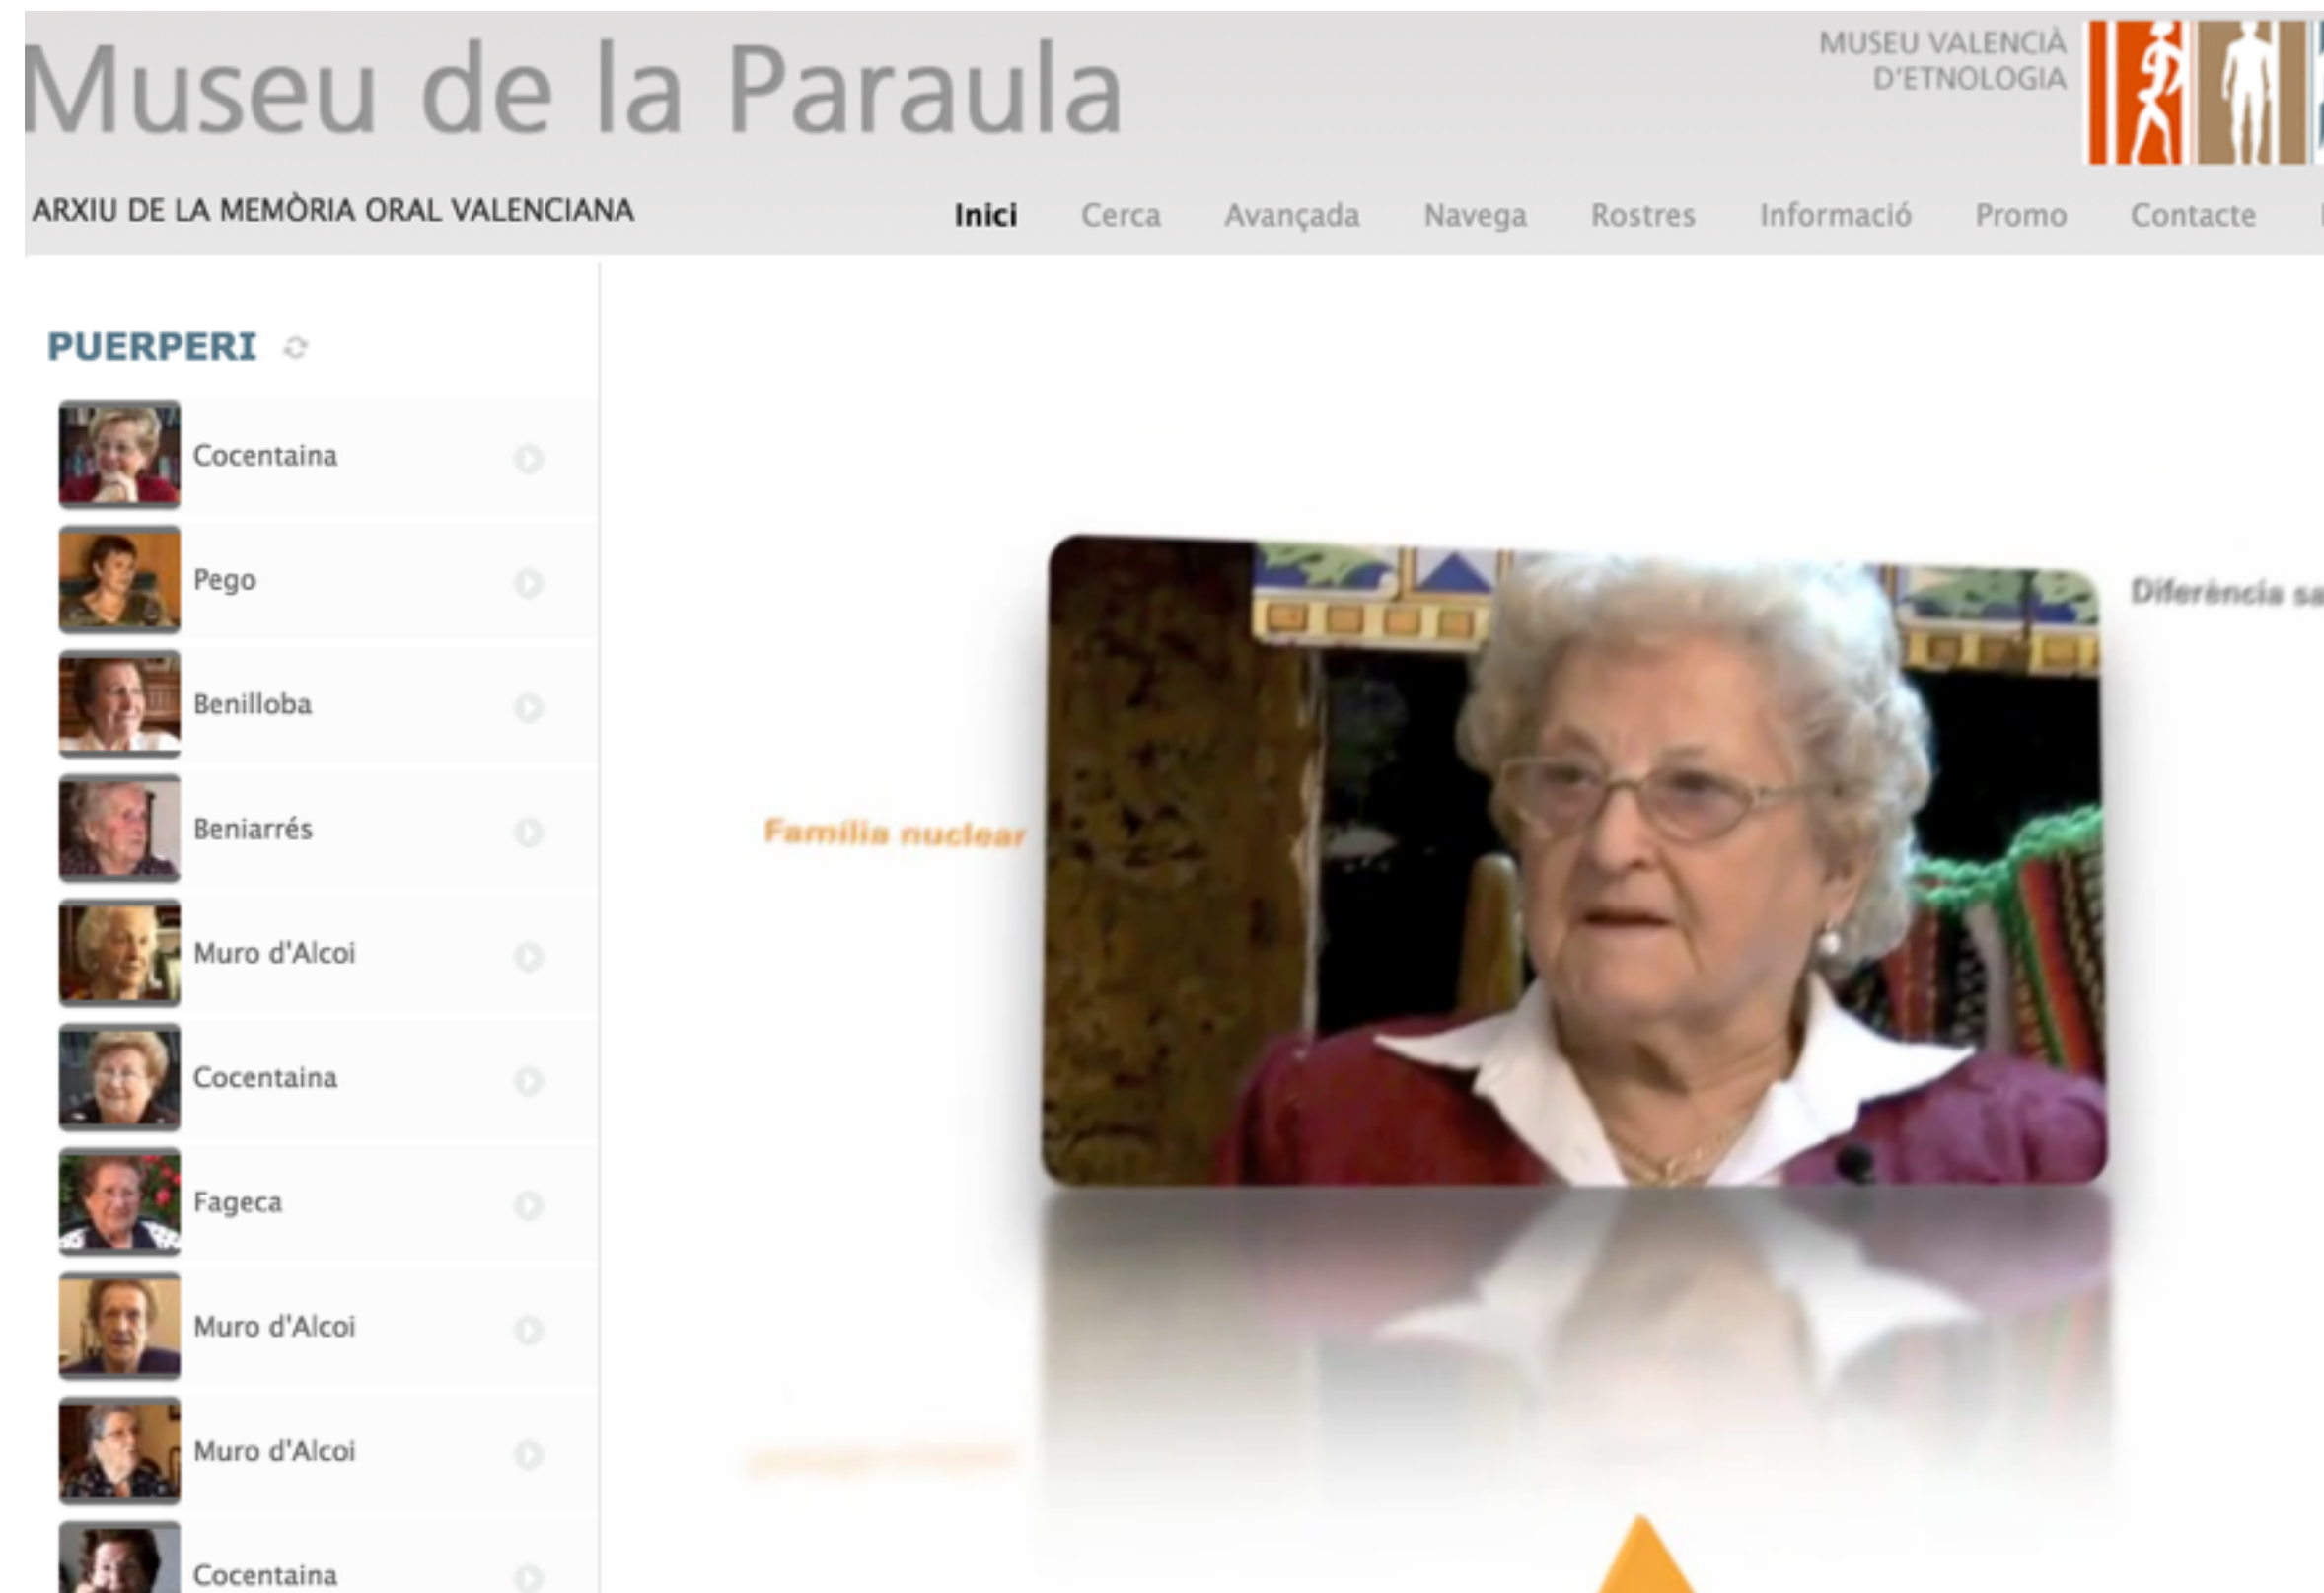 Museu de la Paraula
MUSEU VALENCIÀ
D'ETNOLOGIA
ARXIU DE LA MEMÒRIA ORAL VALENCIANA
Inici Cerca Avançada Navega Rostres Informació Promo Contacte
PUERPERI
Cocentaina
Pego
Benilloba
Beniarrés
Muro d'Alcoi
Cocentaina
Fageca
Muro d'Alcoi
Muro d'Alcoi
Cocentaina
Diferència
Família nuclear